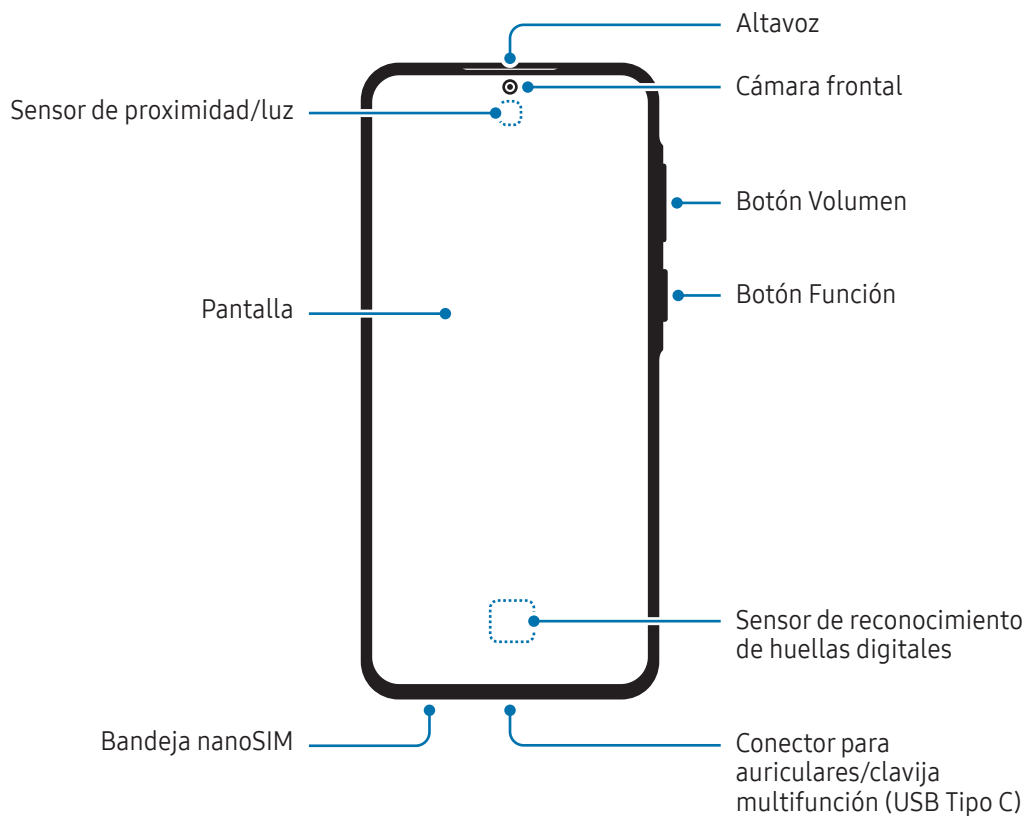 Altavoz
Cámara frontal
Sensor de proximidad/luz
Botón Volumen
Botón Función
Pantalla
Sensor de reconocimiento
de huellas digitales
Bandeja nanoSIM
Conector para
auriculares/clavija
multifunción (USB Tipo C)